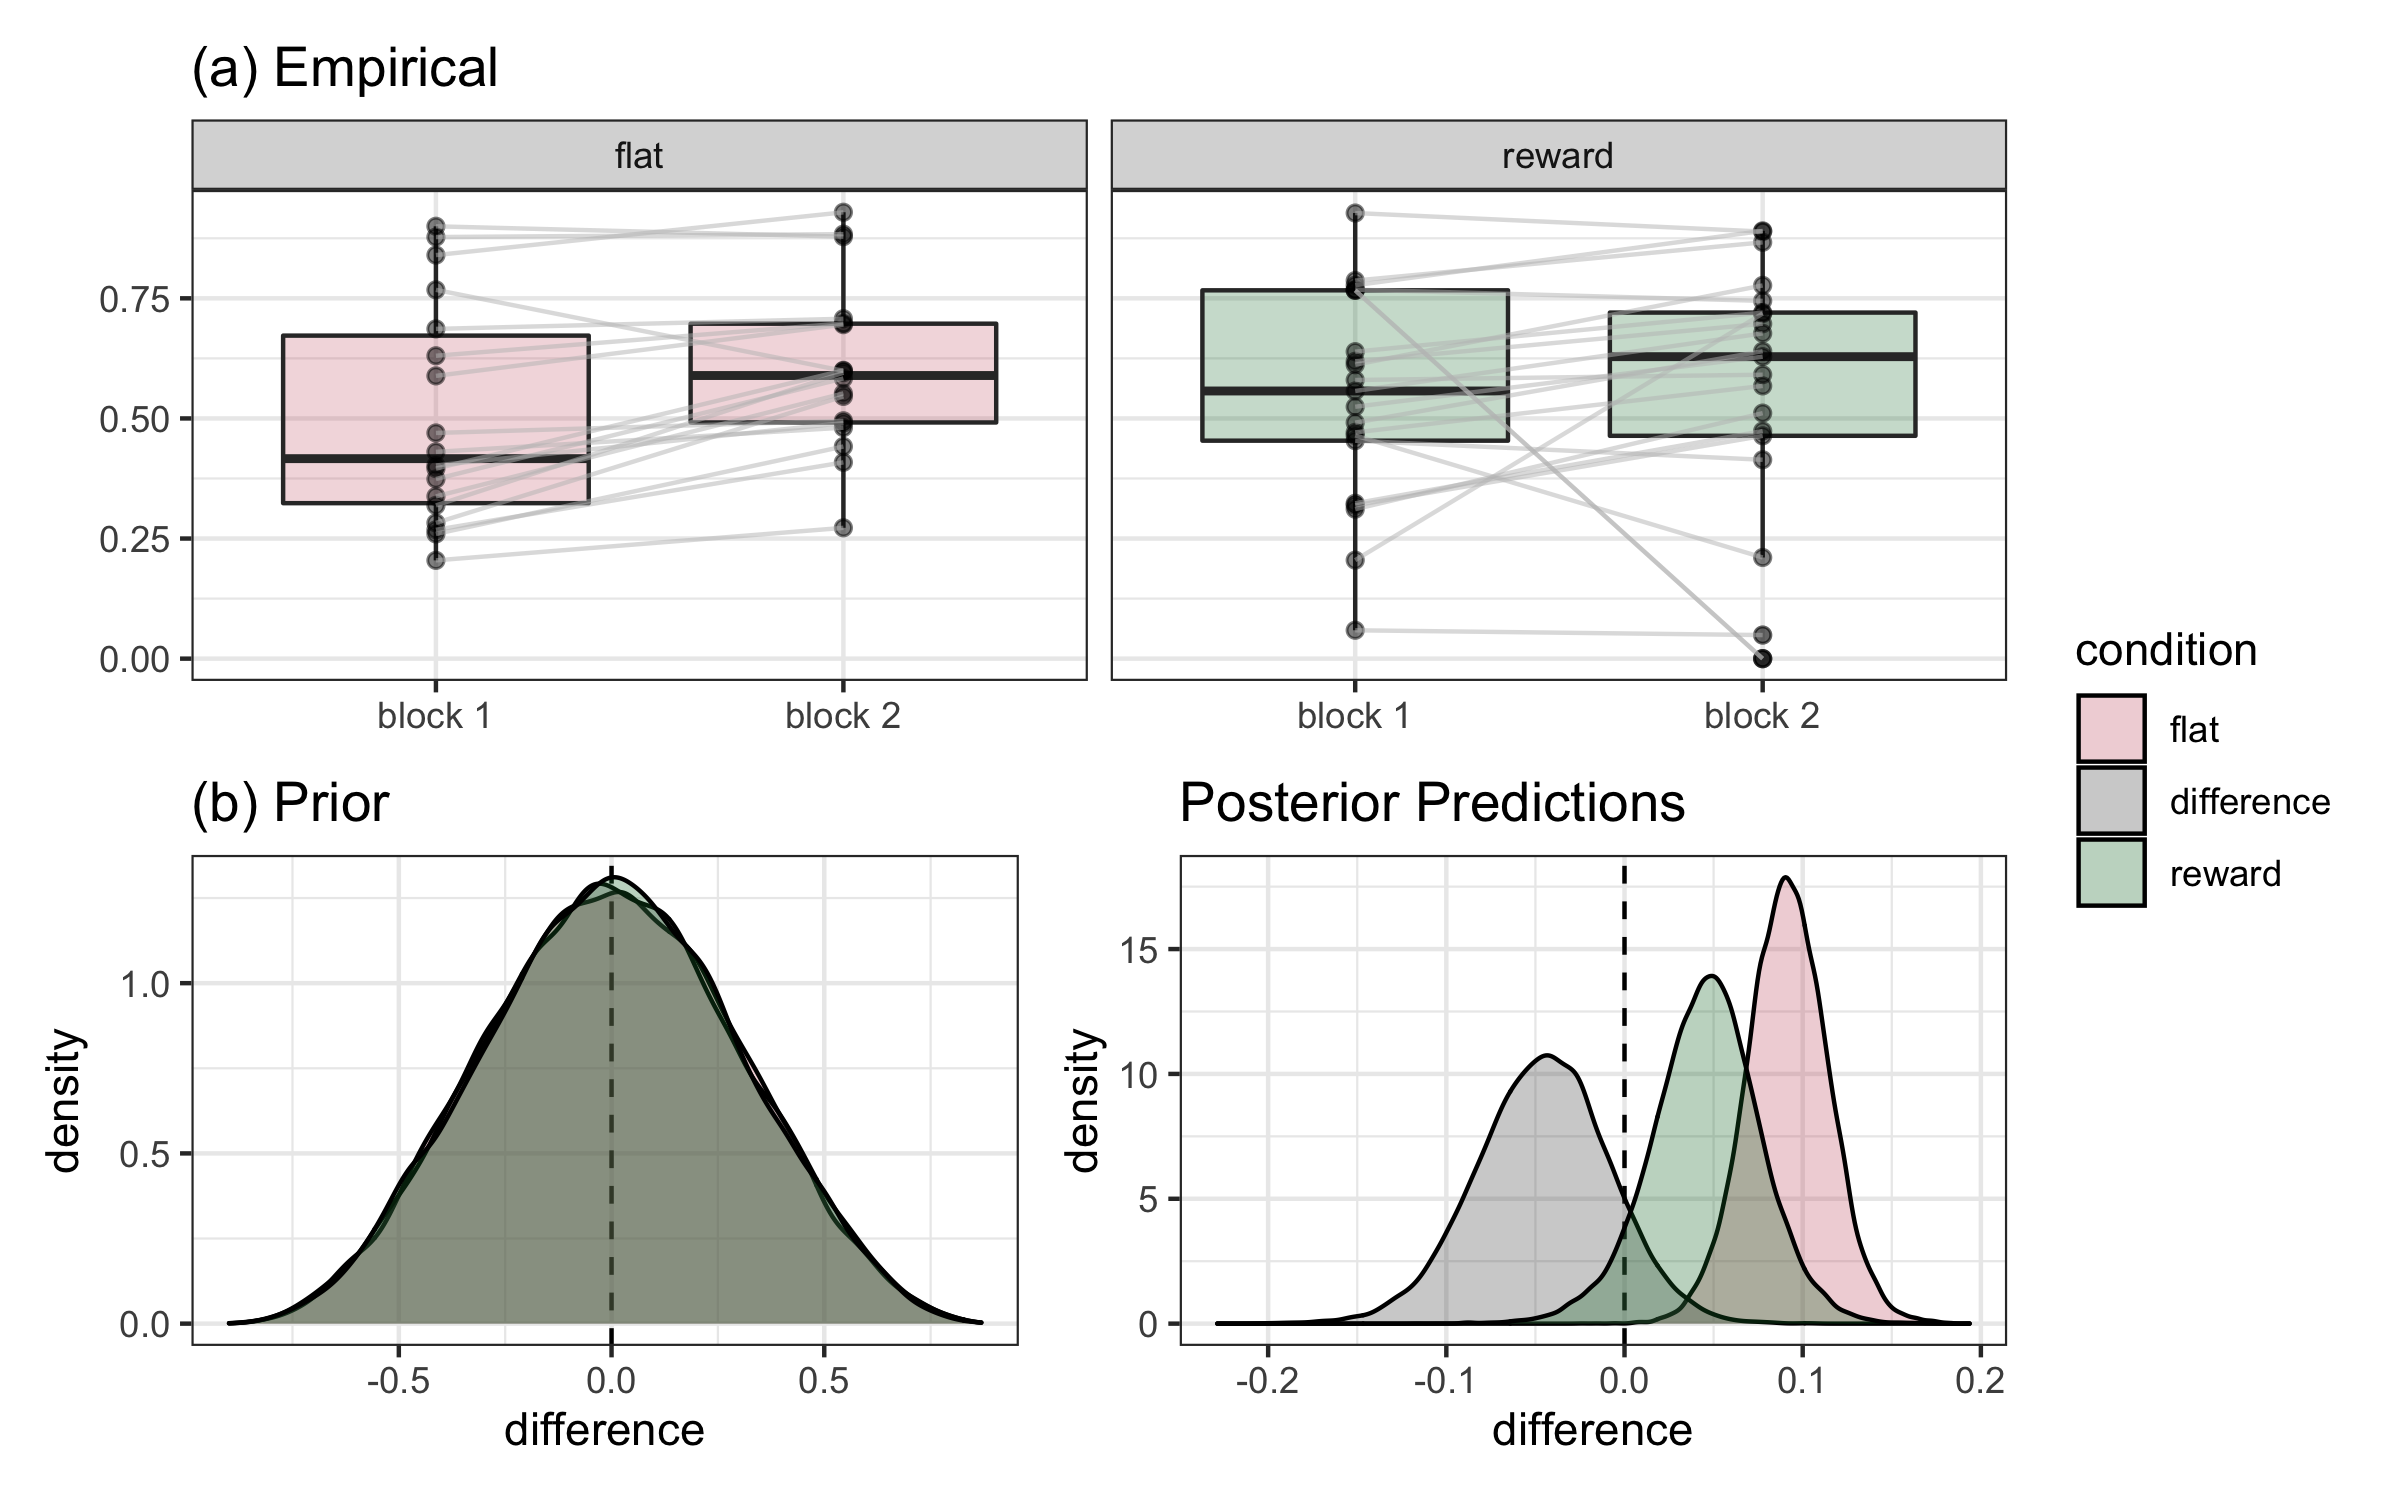 (a) Empirical
flat
reward
0.75
0.50
0.25
0.00
block 1
block 2
block 1
block 2
condition
flat
difference
reward
(b) Prior
density
1.0
0.5
0.0
-0.5
0.0
0.5
difference
Posterior Predictions
density
15
10
5
0
-0.2
-0.1
0.0
0.1
0.2
difference